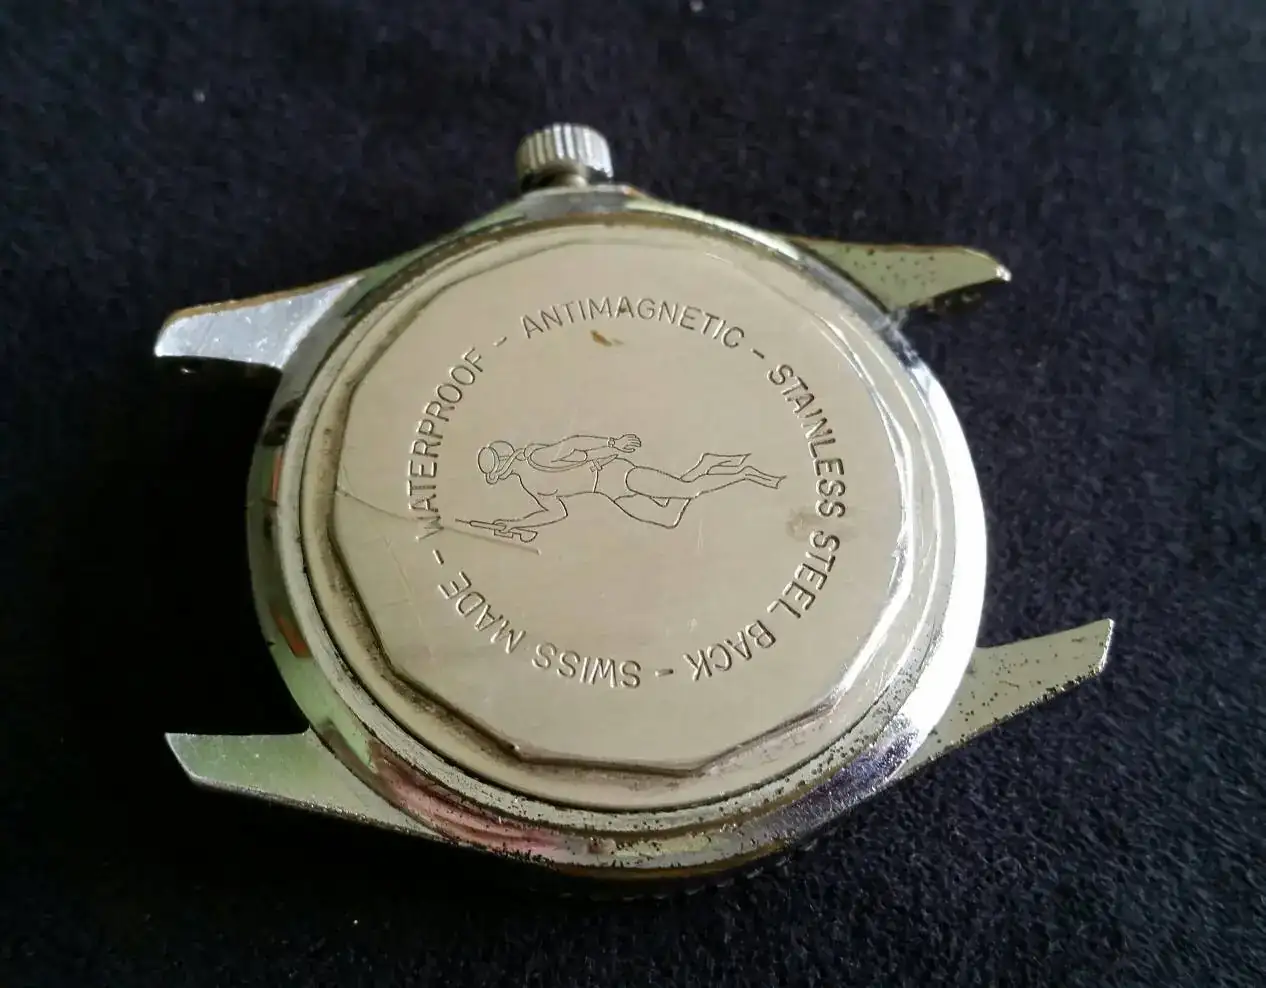 WATERPROOF - ANTIMAGNETIC - STAINLESS STEEL BACK - SWISS MADE -